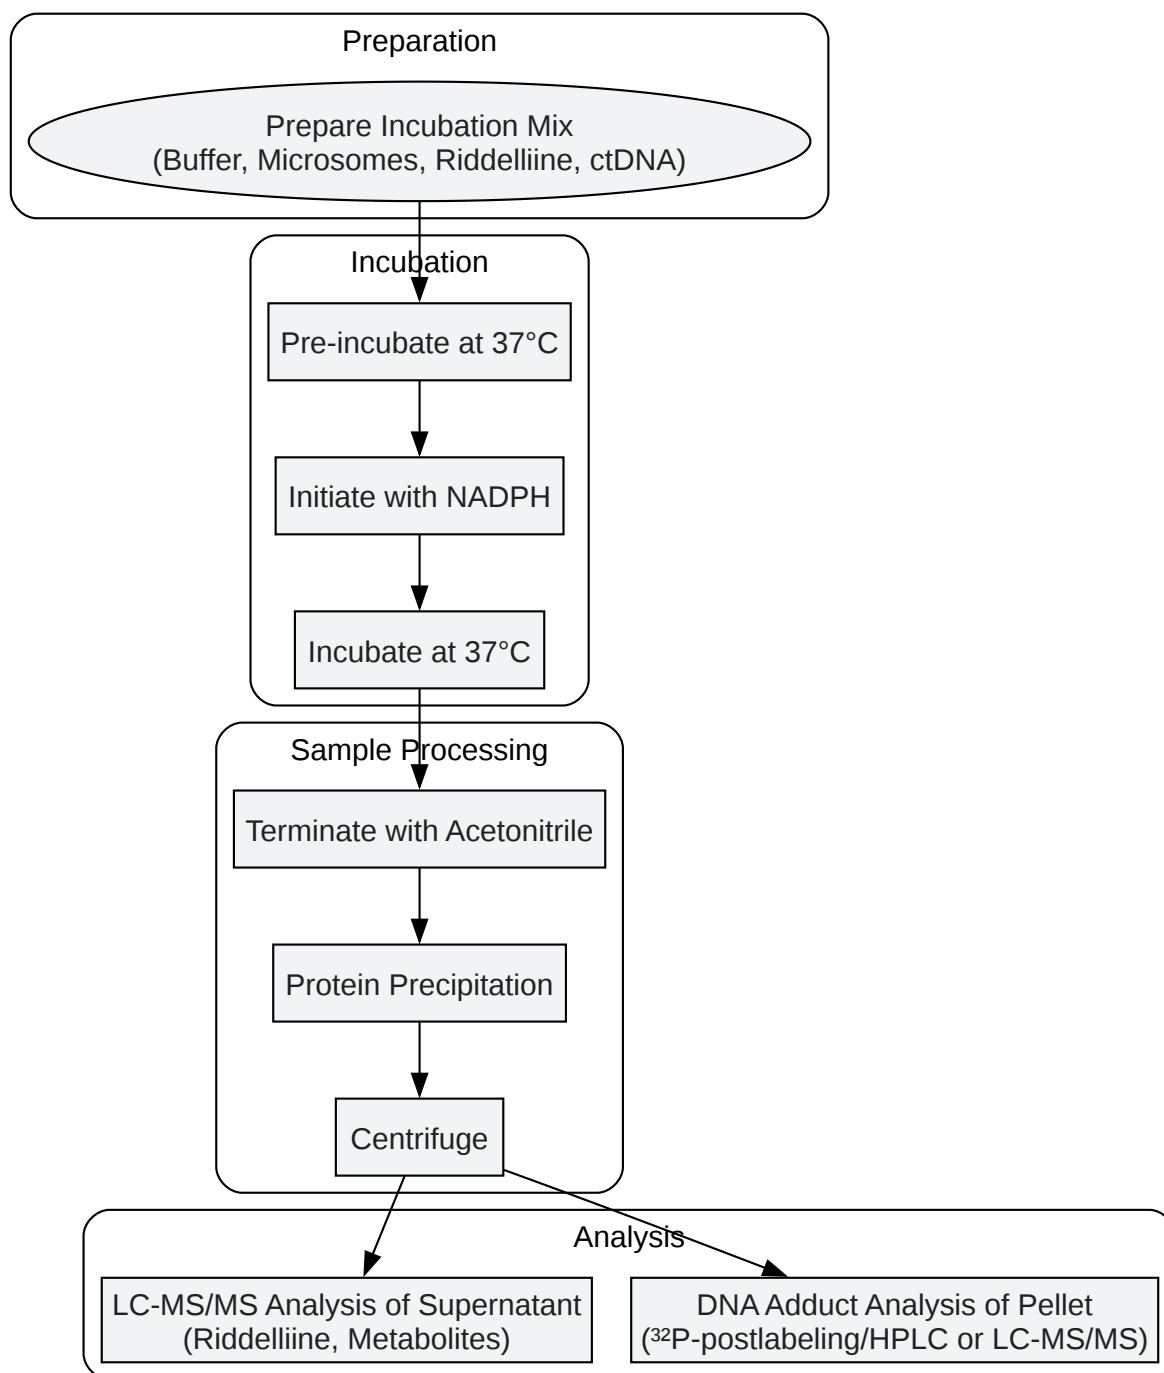 Preparation
Prepare Incubation Mix
(Buffer, Microsomes, Riddelliine, ctDNA)
Incubation
Pre-incubate at 37°C
Initiate with NADPH
Incubate at 37°C
Sample Processing
Terminate with Acetonitrile
Protein Precipitation
Centrifuge
Analysis
LC-MS/MS Analysis of Supernatant
(Riddelliine, Metabolites)
DNA Adduct Analysis of Pellet
(³²P-postlabeling/HPLC or LC-MS/MS)